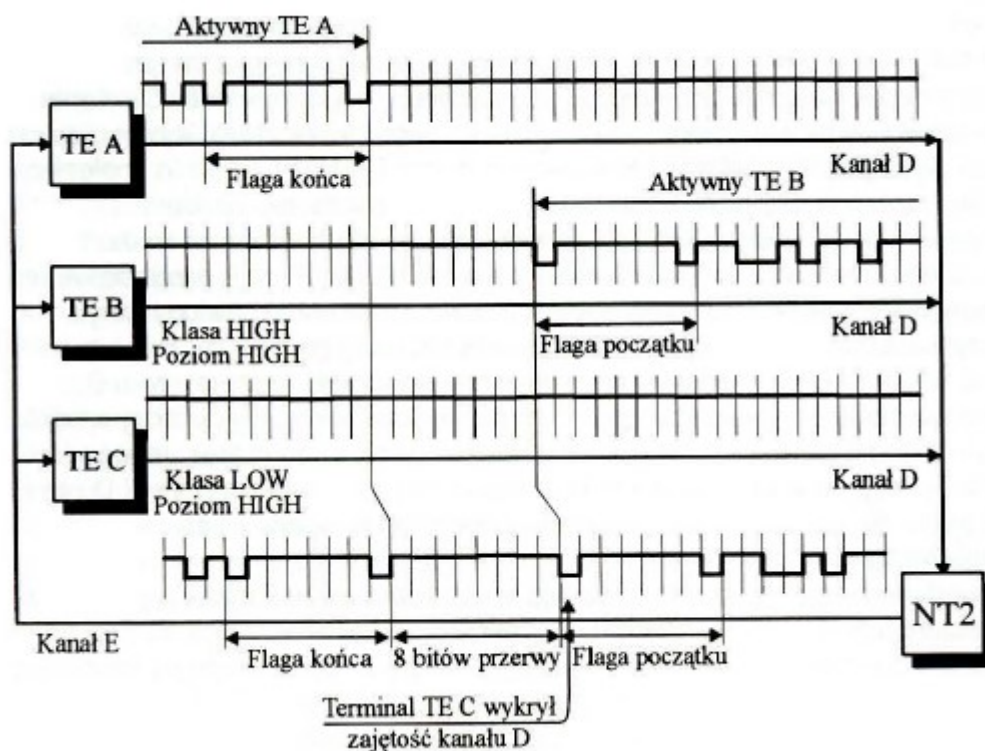 Aktywny TE A
TE A
Kanał D
Flaga końca
Aktywny TE B
TE B
Klasa HIGH
Poziom HIGH
Kanał D
Flaga początku
TE C
Klasa LOW
Poziom HIGH
Kanał D
NT2
Kanał E
Flaga końca
8 bitów przerwy
Flaga początku
Terminal TE C wykrył
zajętość kanału D